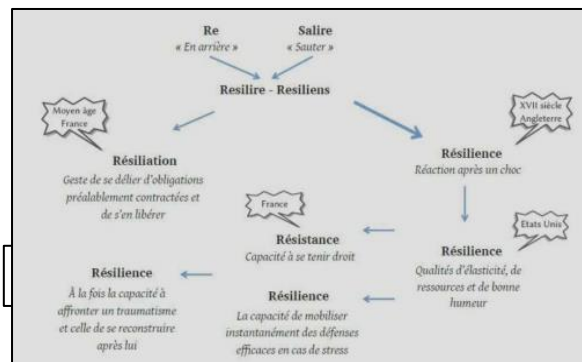 Re
« En arrière »
Salire
« Sauter »
Resilire - Resiliens
Moyen âge
France
XVII siècle
Angleterre
Résiliation
Geste de se délier d'obligations
préalablement contractées et
de s'en libérer
Résilience
Réaction après un choc
France
Etats Unis
Résistance
Capacité à se tenir droit
Résilience
Qualités d'élasticité, de
ressources et de bonne
humeur
Résilience
À la fois la capacité à
affronter un traumatisme
et celle de se reconstruire
après lui
Résilience
La capacité de mobiliser
instantanément des défenses
efficaces en cas de stress